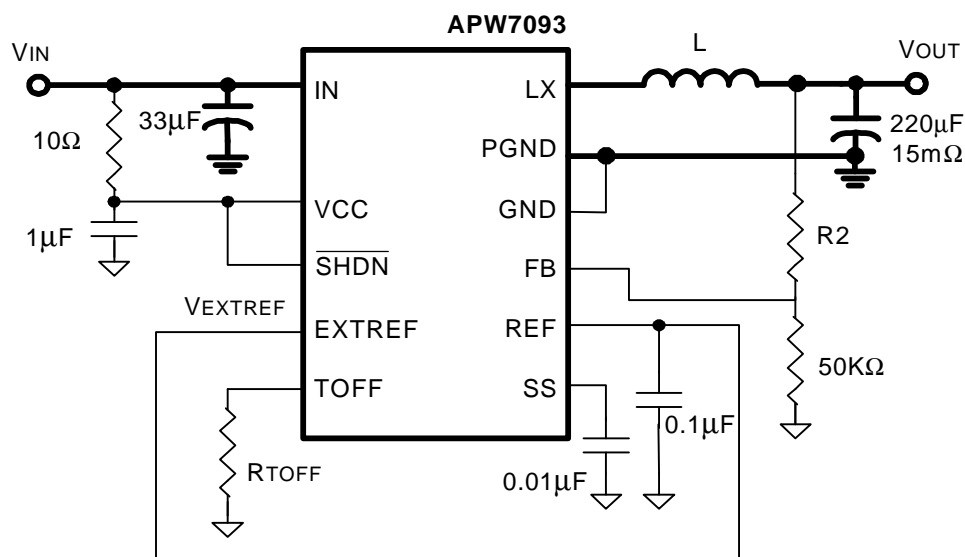 APW7093
VIN
L
VOUT
IN
LX
33μF
10Ω
220μF
15mΩ
PGND
VCC
GND
1μF
R2
SHDN
FB
VEXTREF
EXTREF
REF
50KΩ
TOFF
SS
0.1μF
RTOFF
0.01μF